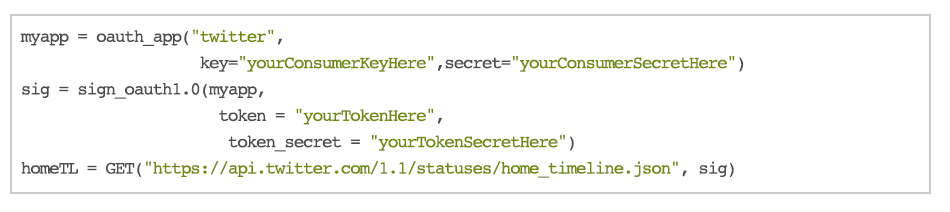 myapp = oauth_app("twitter",
key="yourConsumerKeyHere",secret="yourConsumerSecretHere")
sig = sign_oauth1.0(myapp,
token = "yourTokenHere",
token_secret = "yourTokenSecretHere")
homeTL = GET("https://api.twitter.com/1.1/statuses/home_timeline.json", sig)